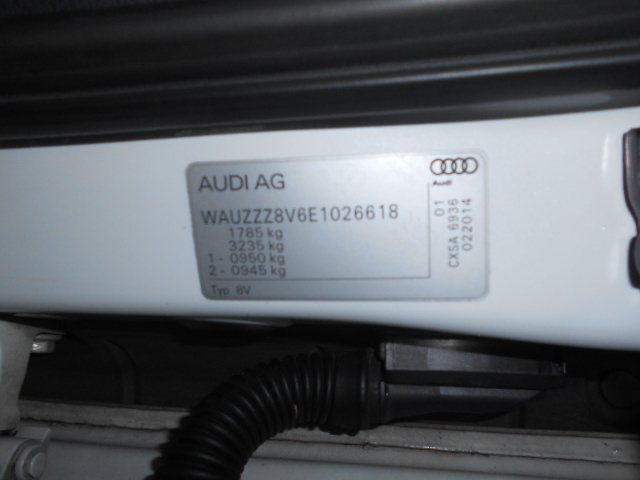 AUDI AG
Audi
WAUZZZ8V6E1026618
1785 kg
3235 kg
1 - 0950 kg
2 - 0945 kg
Typ 8V
01
CXSA 6936
022014